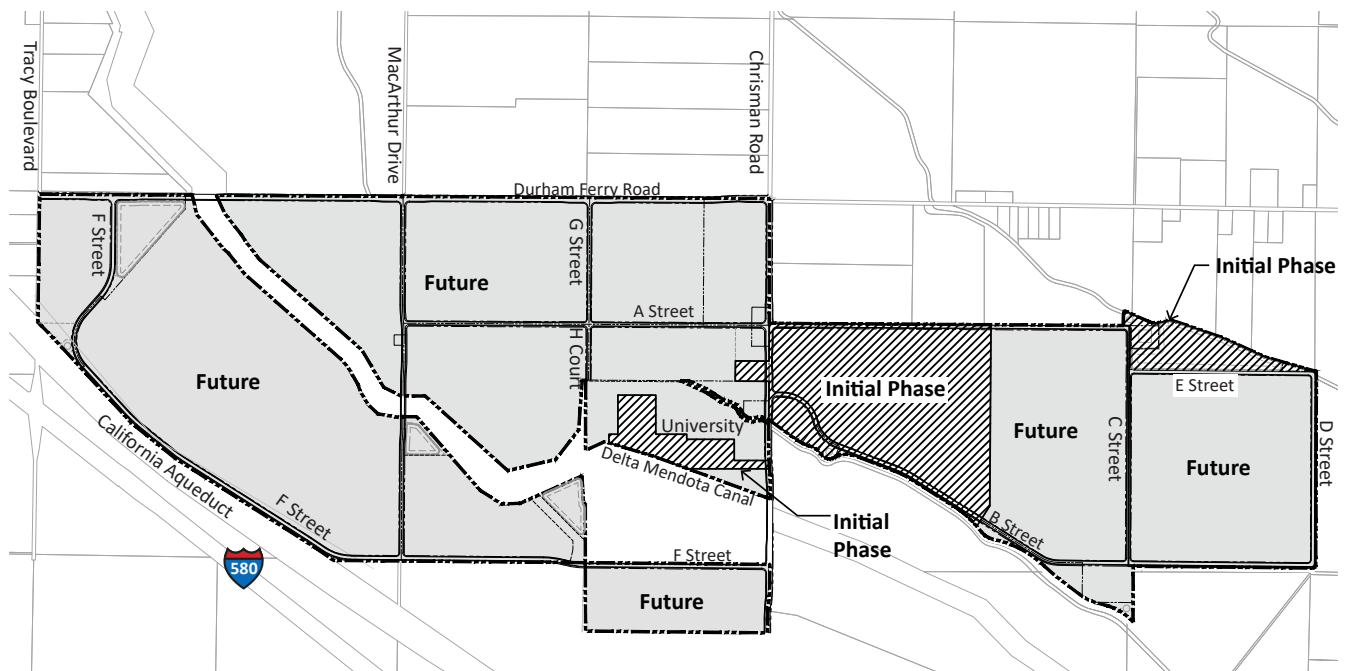 Tracy Boulevard
MacArthur Drive
Chrisman Road
Durham Ferry Road
F Street
G Street
Future
Initial Phase
A Street
H Court
Future
Initial Phase
E Street
University
Future
C Street
D Street
Future
California Aqueduct
Delta Mendota Canal
F Street
Initial
Phase
B Street
F Street
580
Future